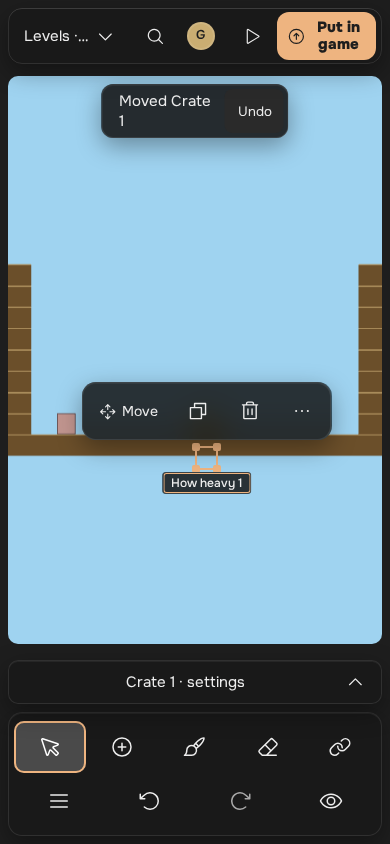 Levels ·...
G
Put in
game
Moved Crate
1
Undo
Move
How heavy 1
Crate 1 · settings